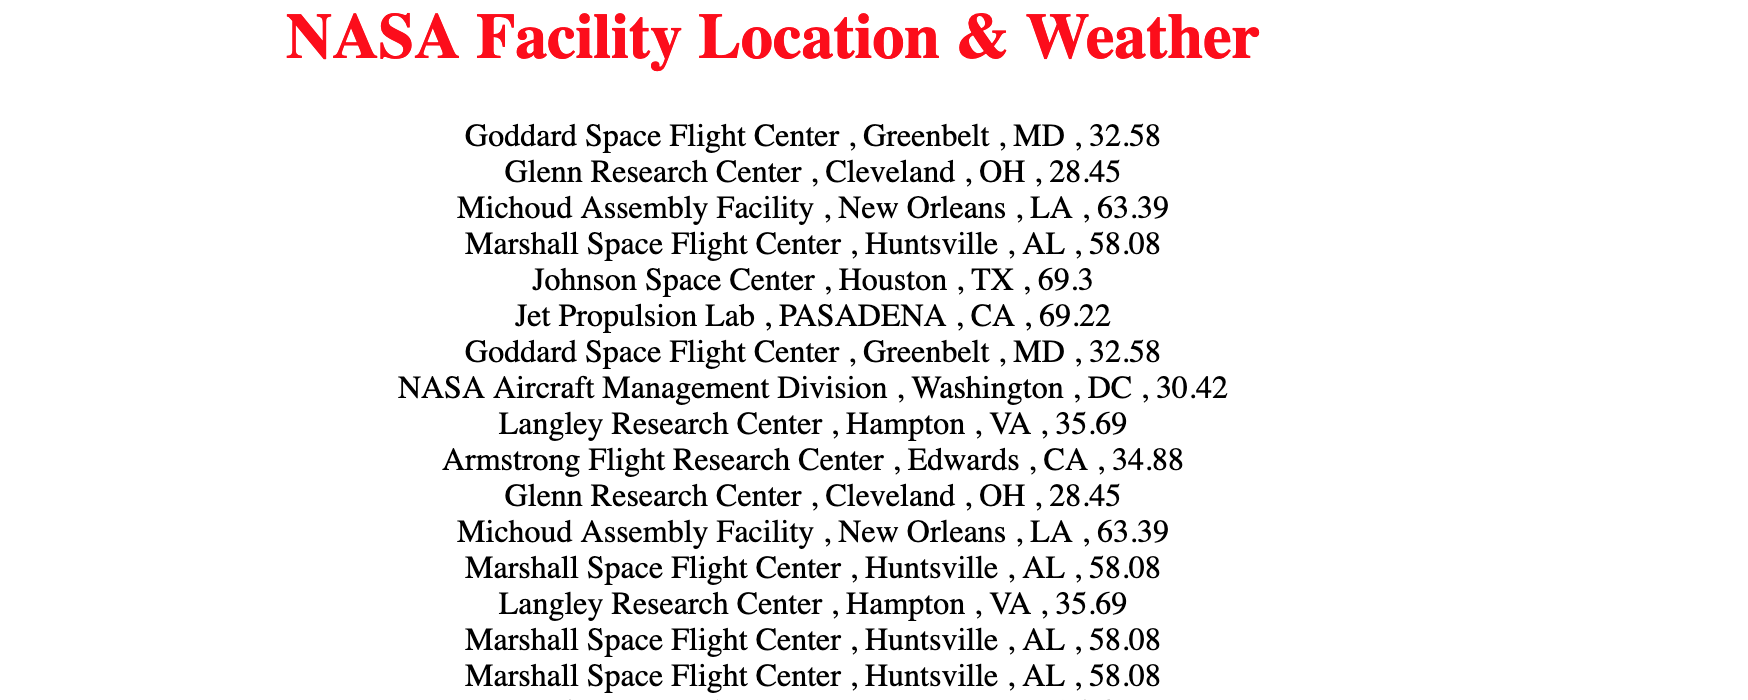 NASA Facility Location & Weather
Goddard Space Flight Center , Greenbelt , MD , 32.58
Glenn Research Center , Cleveland , OH , 28.45
Michoud Assembly Facility , New Orleans , LA , 63.39
Marshall Space Flight Center , Huntsville , AL , 58.08
Johnson Space Center , Houston , TX , 69.3
Jet Propulsion Lab , PASADENA , CA , 69.22
Goddard Space Flight Center , Greenbelt , MD , 32.58
NASA Aircraft Management Division , Washington , DC , 30.42
Langley Research Center , Hampton , VA , 35.69
Armstrong Flight Research Center , Edwards , CA , 34.88
Glenn Research Center , Cleveland , OH , 28.45
Michoud Assembly Facility , New Orleans , LA , 63.39
Marshall Space Flight Center , Huntsville , AL , 58.08
Langley Research Center , Hampton , VA , 35.69
Marshall Space Flight Center , Huntsville , AL , 58.08
Marshall Space Flight Center , Huntsville , AL , 58.08